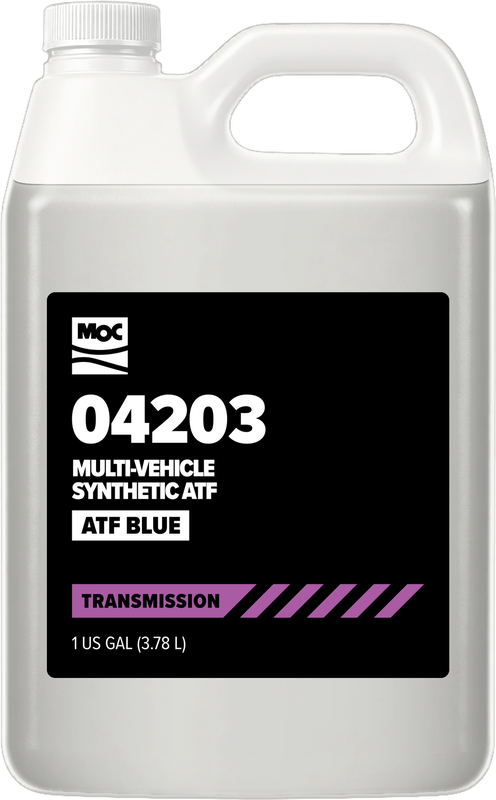 MOC
04203
MULTI-VEHICLE
SYNTHETIC ATF
ATF BLUE
TRANSMISSION
1 US GAL (3.78 L)